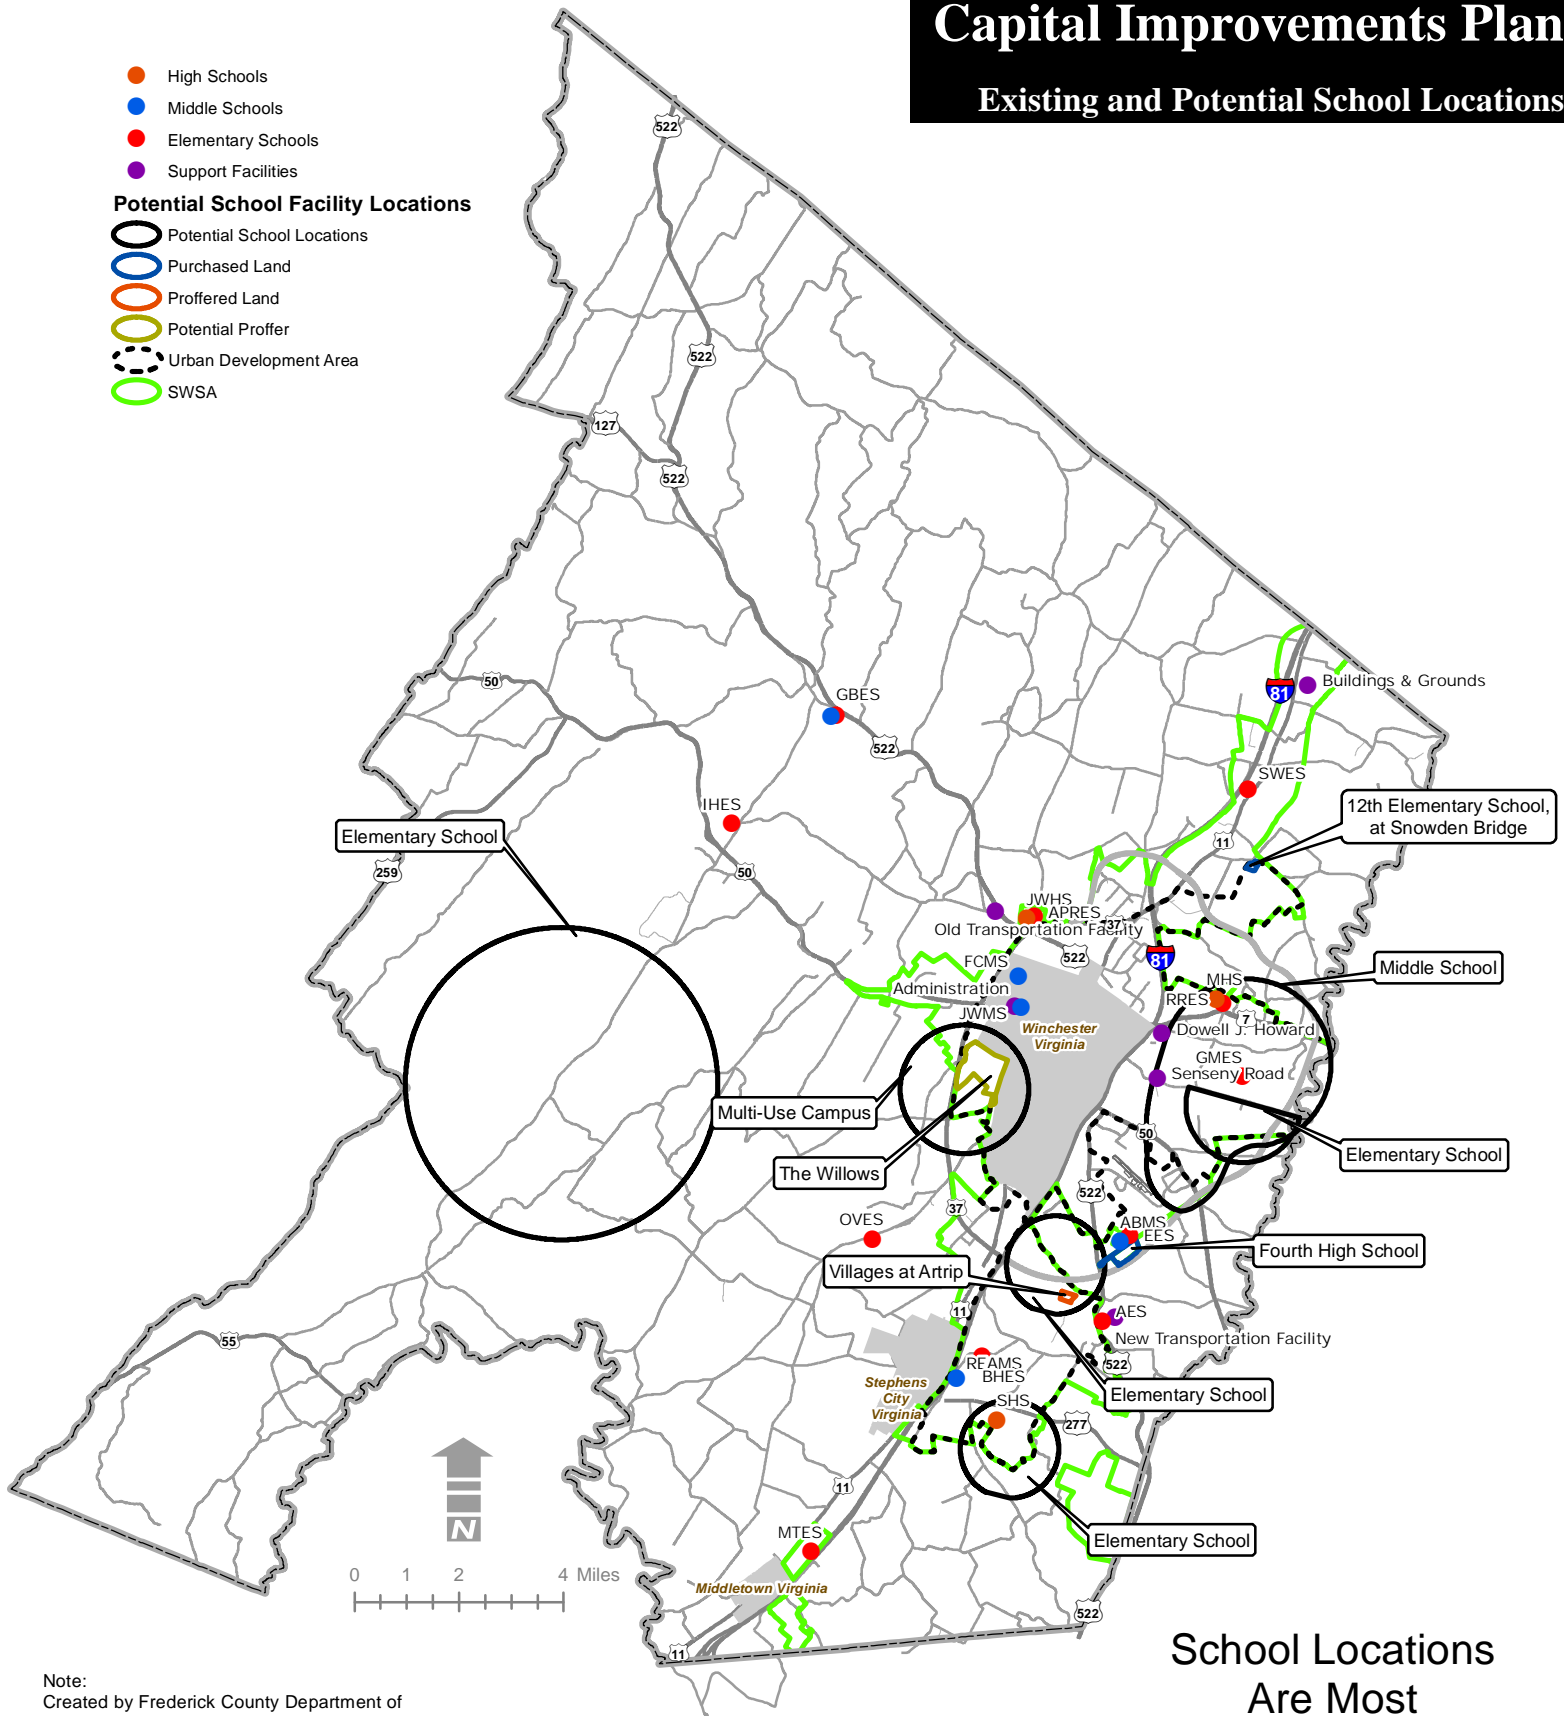 Capital Improvements Plan
Existing and Potential School Locations
High Schools
Middle Schools
Elementary Schools
Support Facilities
Potential School Facility Locations
Potential School Locations
Purchased Land
Proffered Land
Potential Proffer
Urban Development Area
SWSA
522
522
127
522
50
GBES
522
81
Buildings & Grounds
SWES
IHES
12th Elementary School,
at Snowden Bridge
Elementary School
11
259
50
JWHS
APRES
37
Old Transportation Facility
522
81
FCMS
Middle School
MHS
Administration
RRES
JWMS
7
Winchester
Virginia
Dowell J. Howard
GMES
Senseny Road
Multi-Use Campus
50
Elementary School
The Willows
522
37
OVES
ABMS
EES
Fourth High School
Villages at Artrip
11
AES
New Transportation Facility
55
522
REAMS
BHES
Stephens
City
Virginia
Elementary School
SHS
277
11
N
MTES
Elementary School
0 1 2 4 Miles
Middletown Virginia
522
11
School Locations
Are Most
Note:
Created by Frederick County Department of